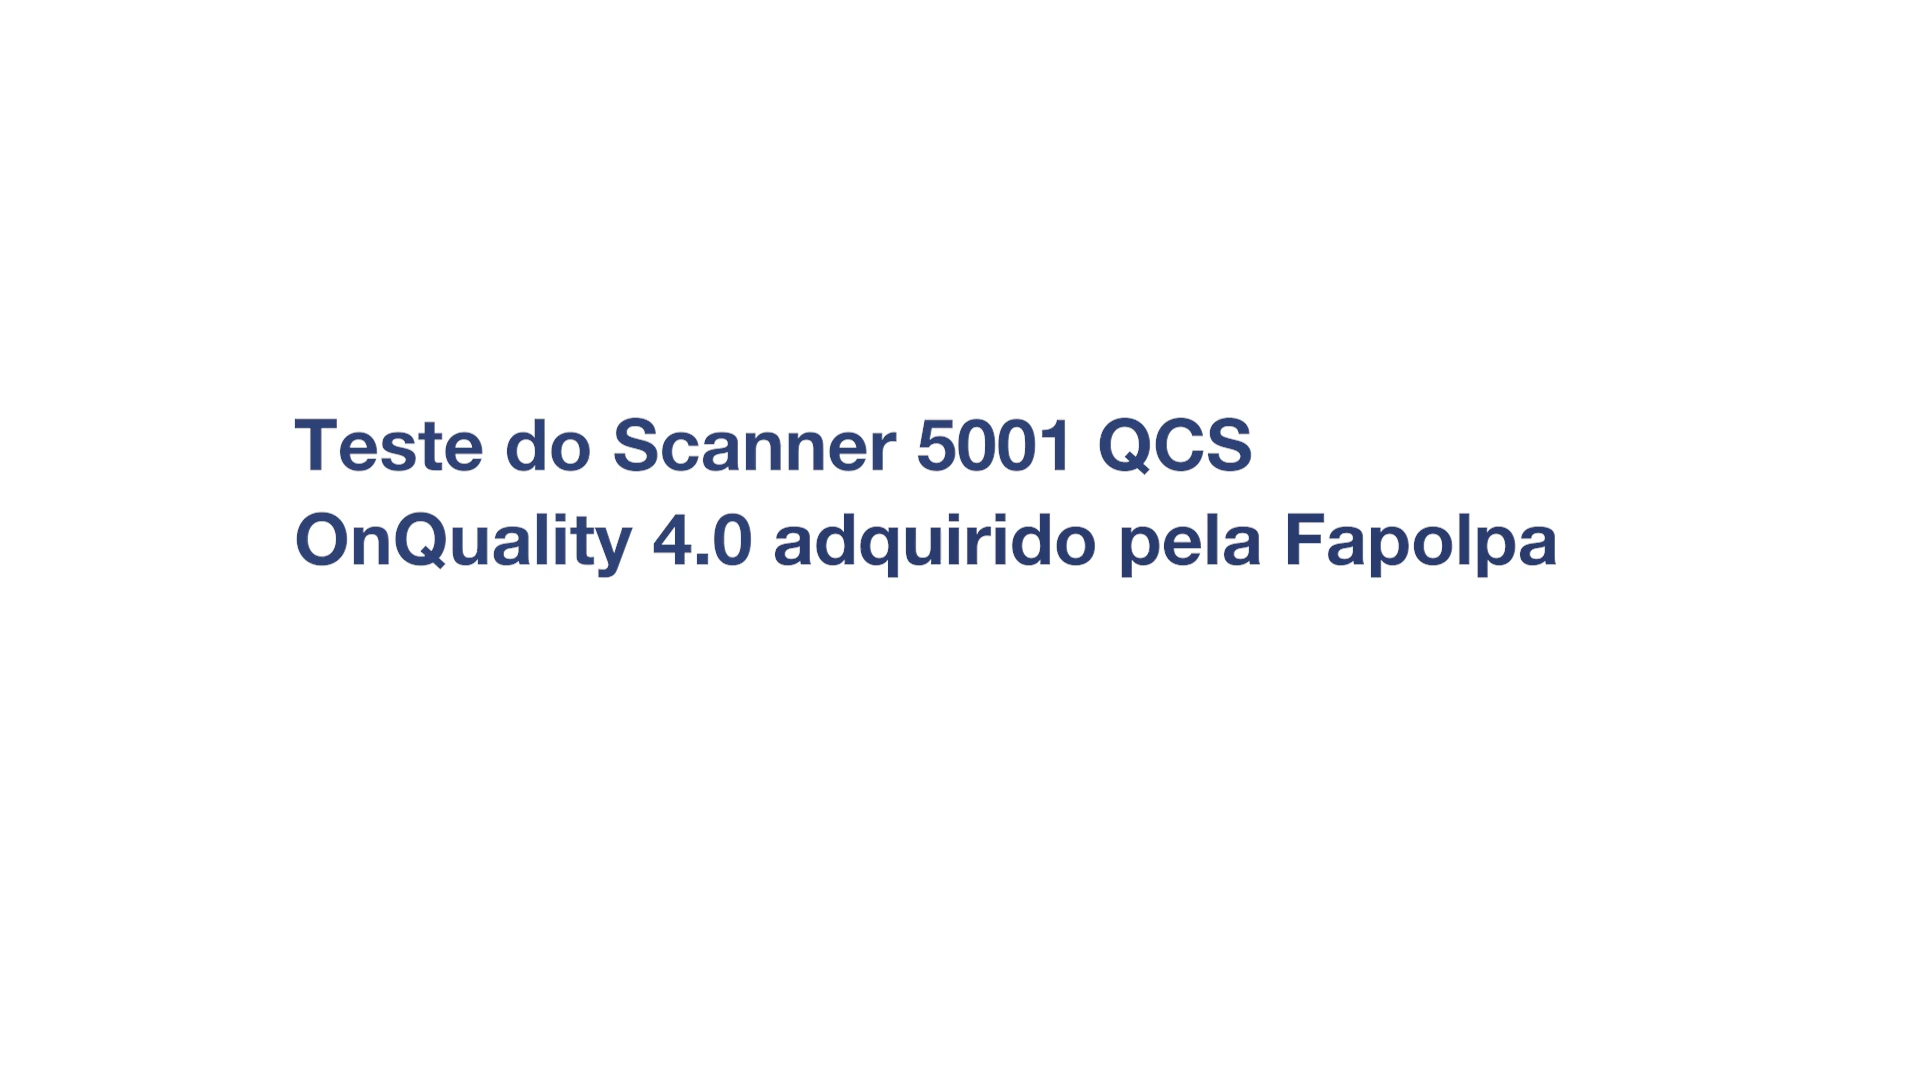 Teste do Scanner 5001 QCS
OnQuality 4.0 adquirido pela Fapolpa